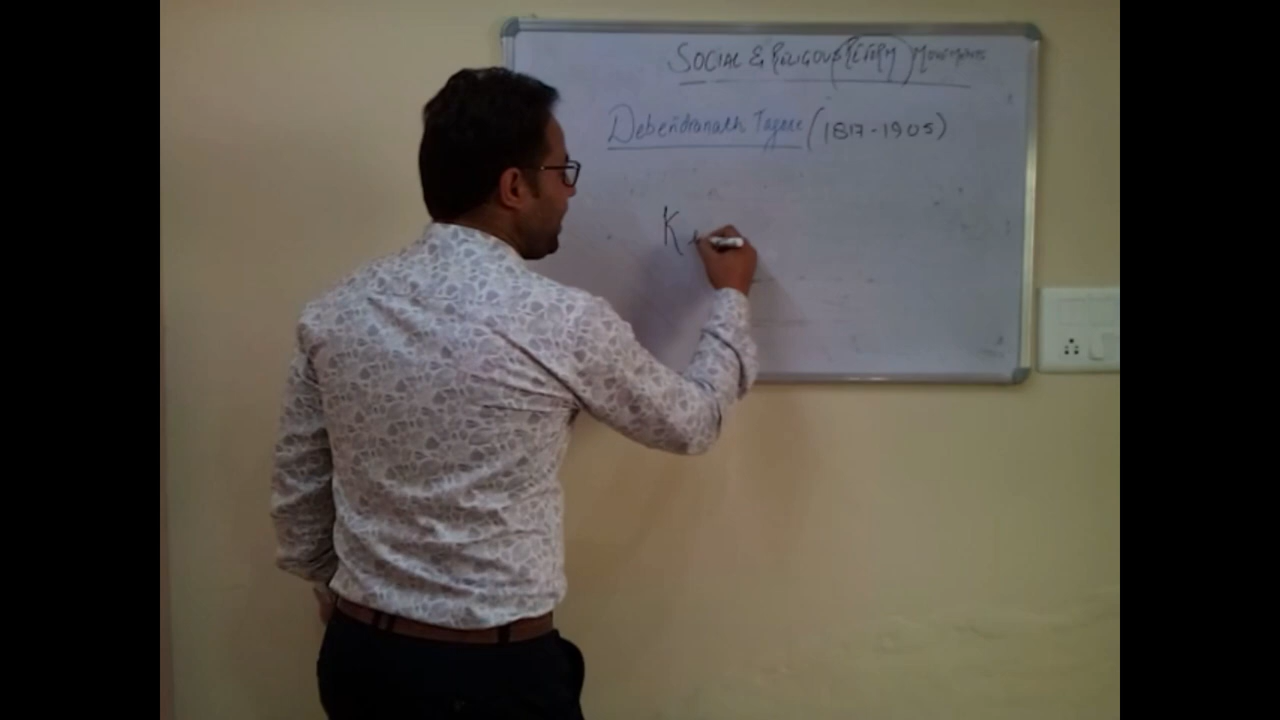 SOCIAL & RELIGOUS (REFORM) MOVEMENTS
Debendranath Tagore (1817-1905)
K